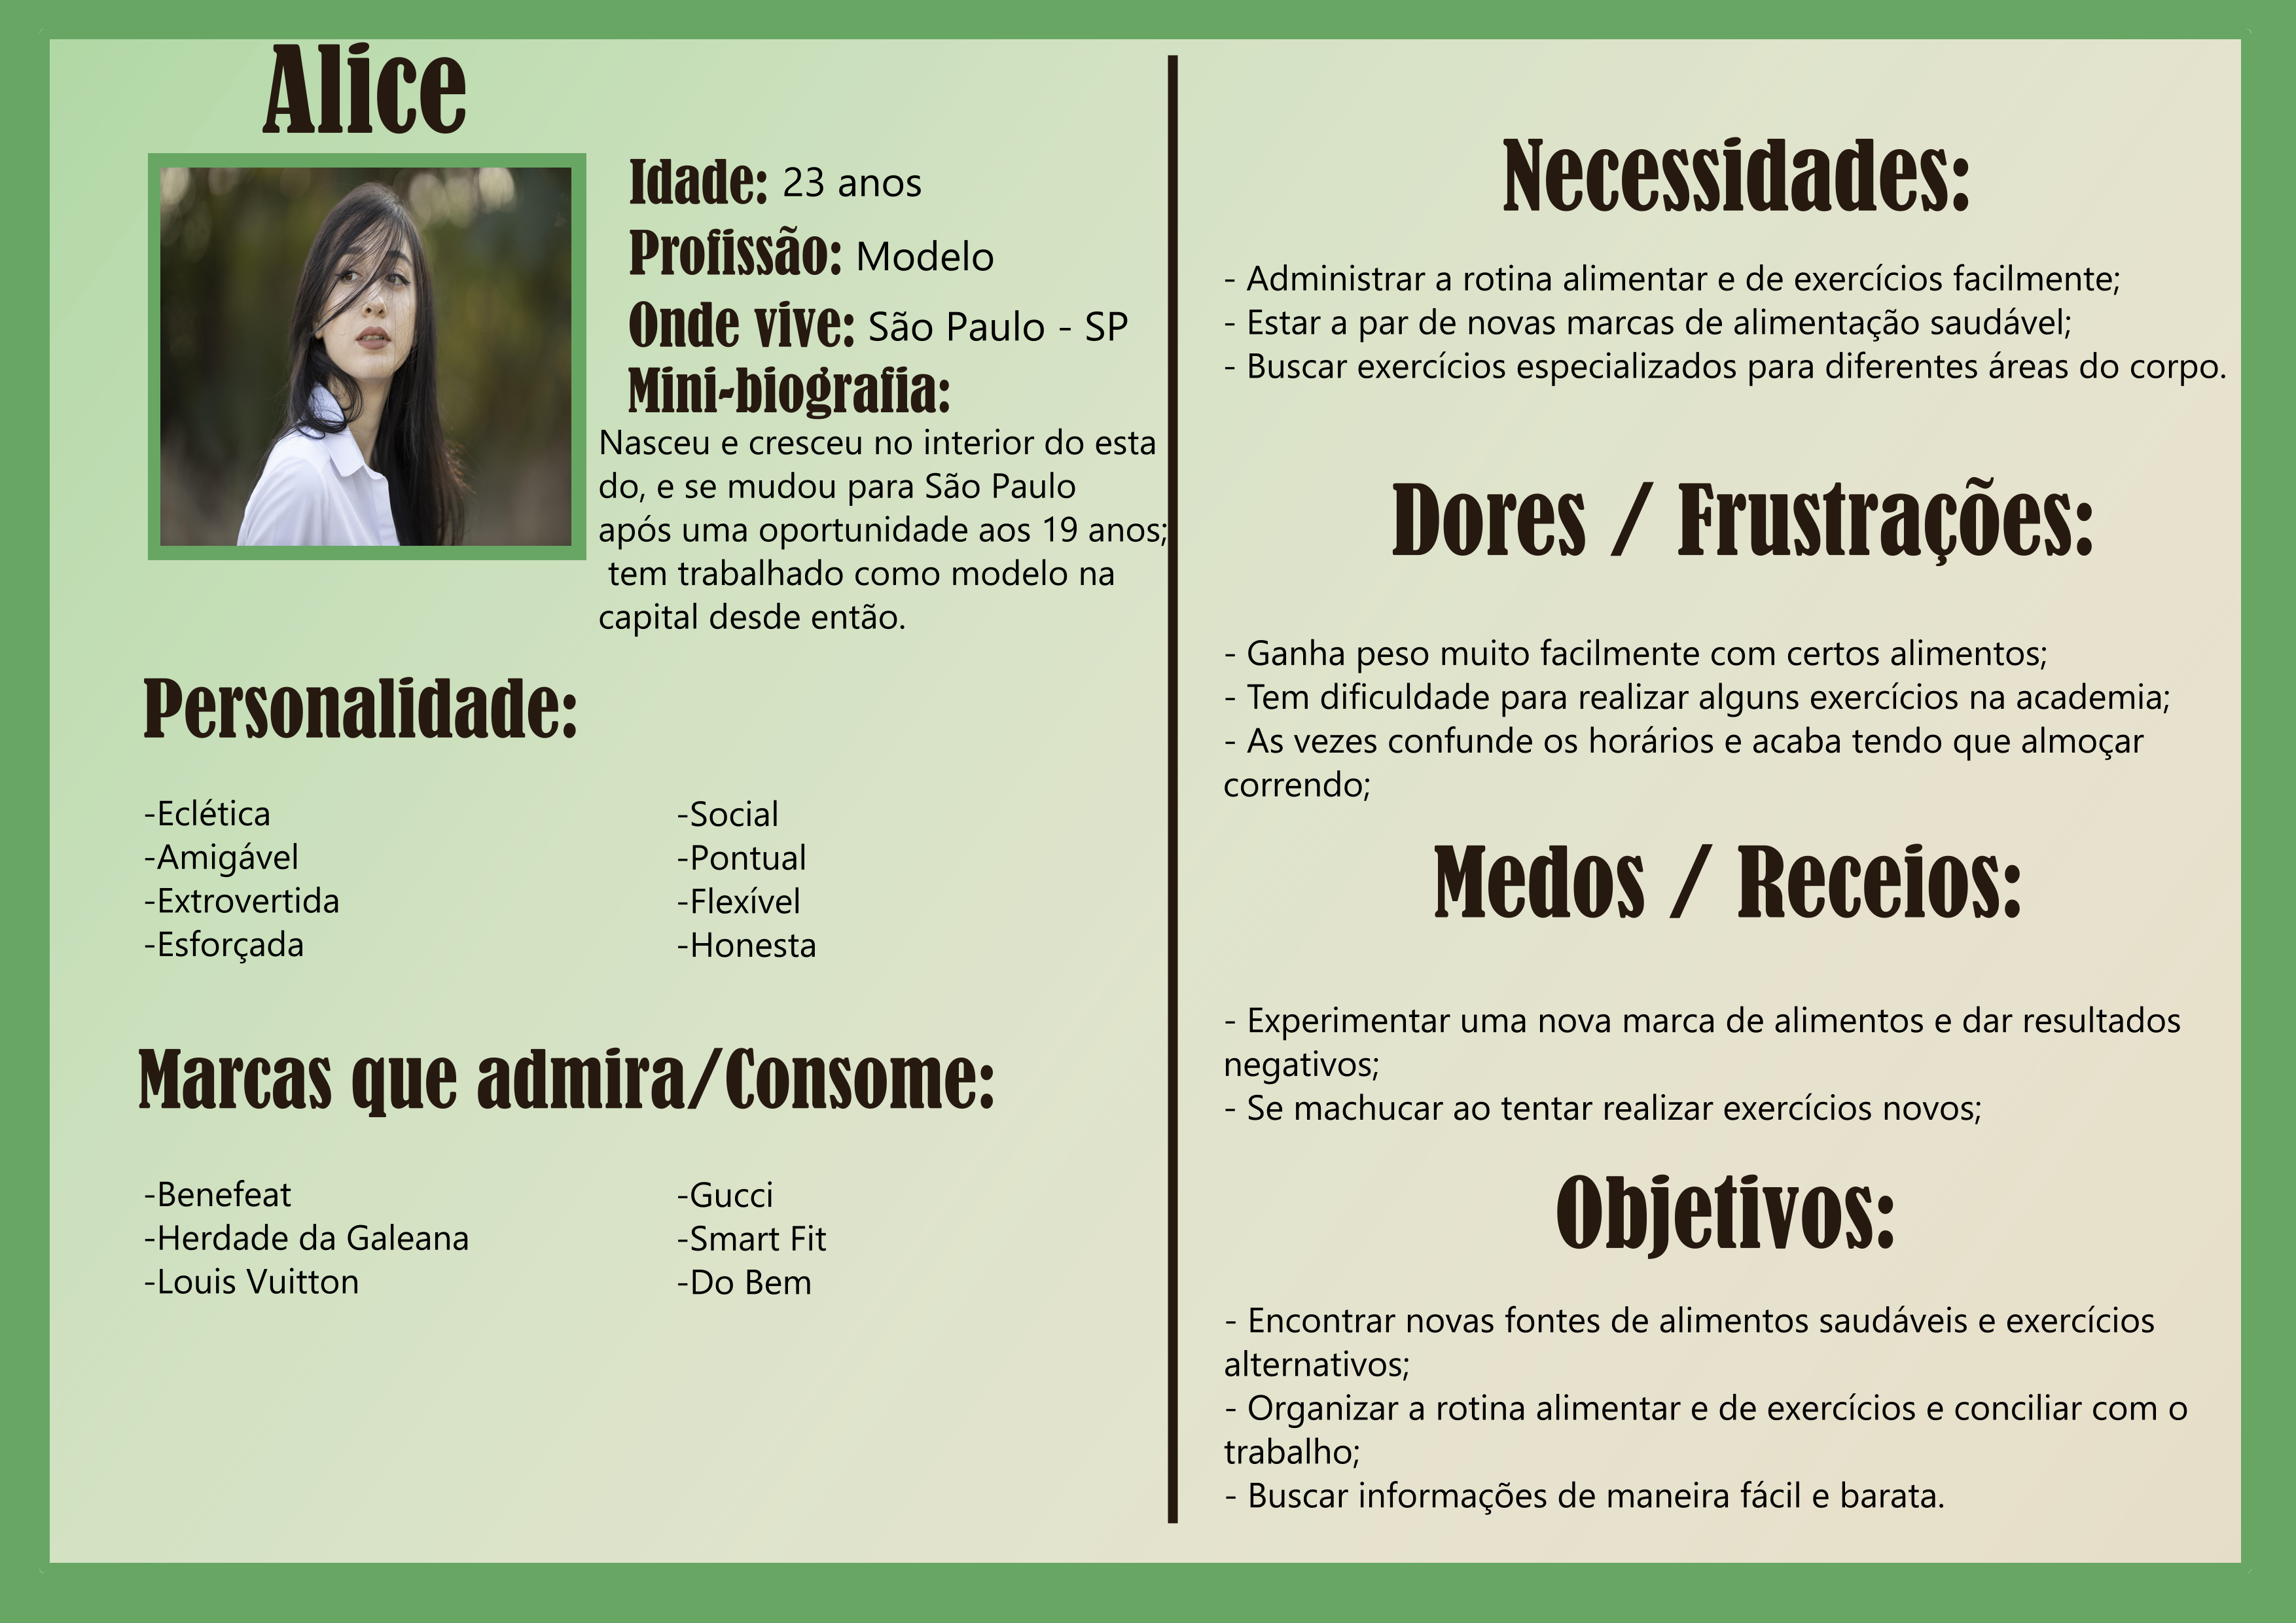 Alice
Idade: 23 anos
Profissão: Modelo
Onde vive: São Paulo - SP
Mini-biografia:
Nasceu e cresceu no interior do esta
do, e se mudou para São Paulo
após uma oportunidade aos 19 anos;
tem trabalhado como modelo na
capital desde então.
Personalidade:
-Eclética
-Amigável
-Extrovertida
-Esforçada
-Social
-Pontual
-Flexível
-Honesta
Marcas que admira/Consome:
-Benefeat
-Herdade da Galeana
-Louis Vuitton
-Gucci
-Smart Fit
-Do Bem
Necessidades:
- Administrar a rotina alimentar e de exercícios facilmente;
- Estar a par de novas marcas de alimentação saudável;
- Buscar exercícios especializados para diferentes áreas do corpo.
Dores / Frustrações:
- Ganha peso muito facilmente com certos alimentos;
- Tem dificuldade para realizar alguns exercícios na academia;
- As vezes confunde os horários e acaba tendo que almoçar
correndo;
Medos / Receios:
- Experimentar uma nova marca de alimentos e dar resultados
negativos;
- Se machucar ao tentar realizar exercícios novos;
Objetivos:
- Encontrar novas fontes de alimentos saudáveis e exercícios
alternativos;
- Organizar a rotina alimentar e de exercícios e conciliar com o
trabalho;
- Buscar informações de maneira fácil e barata.